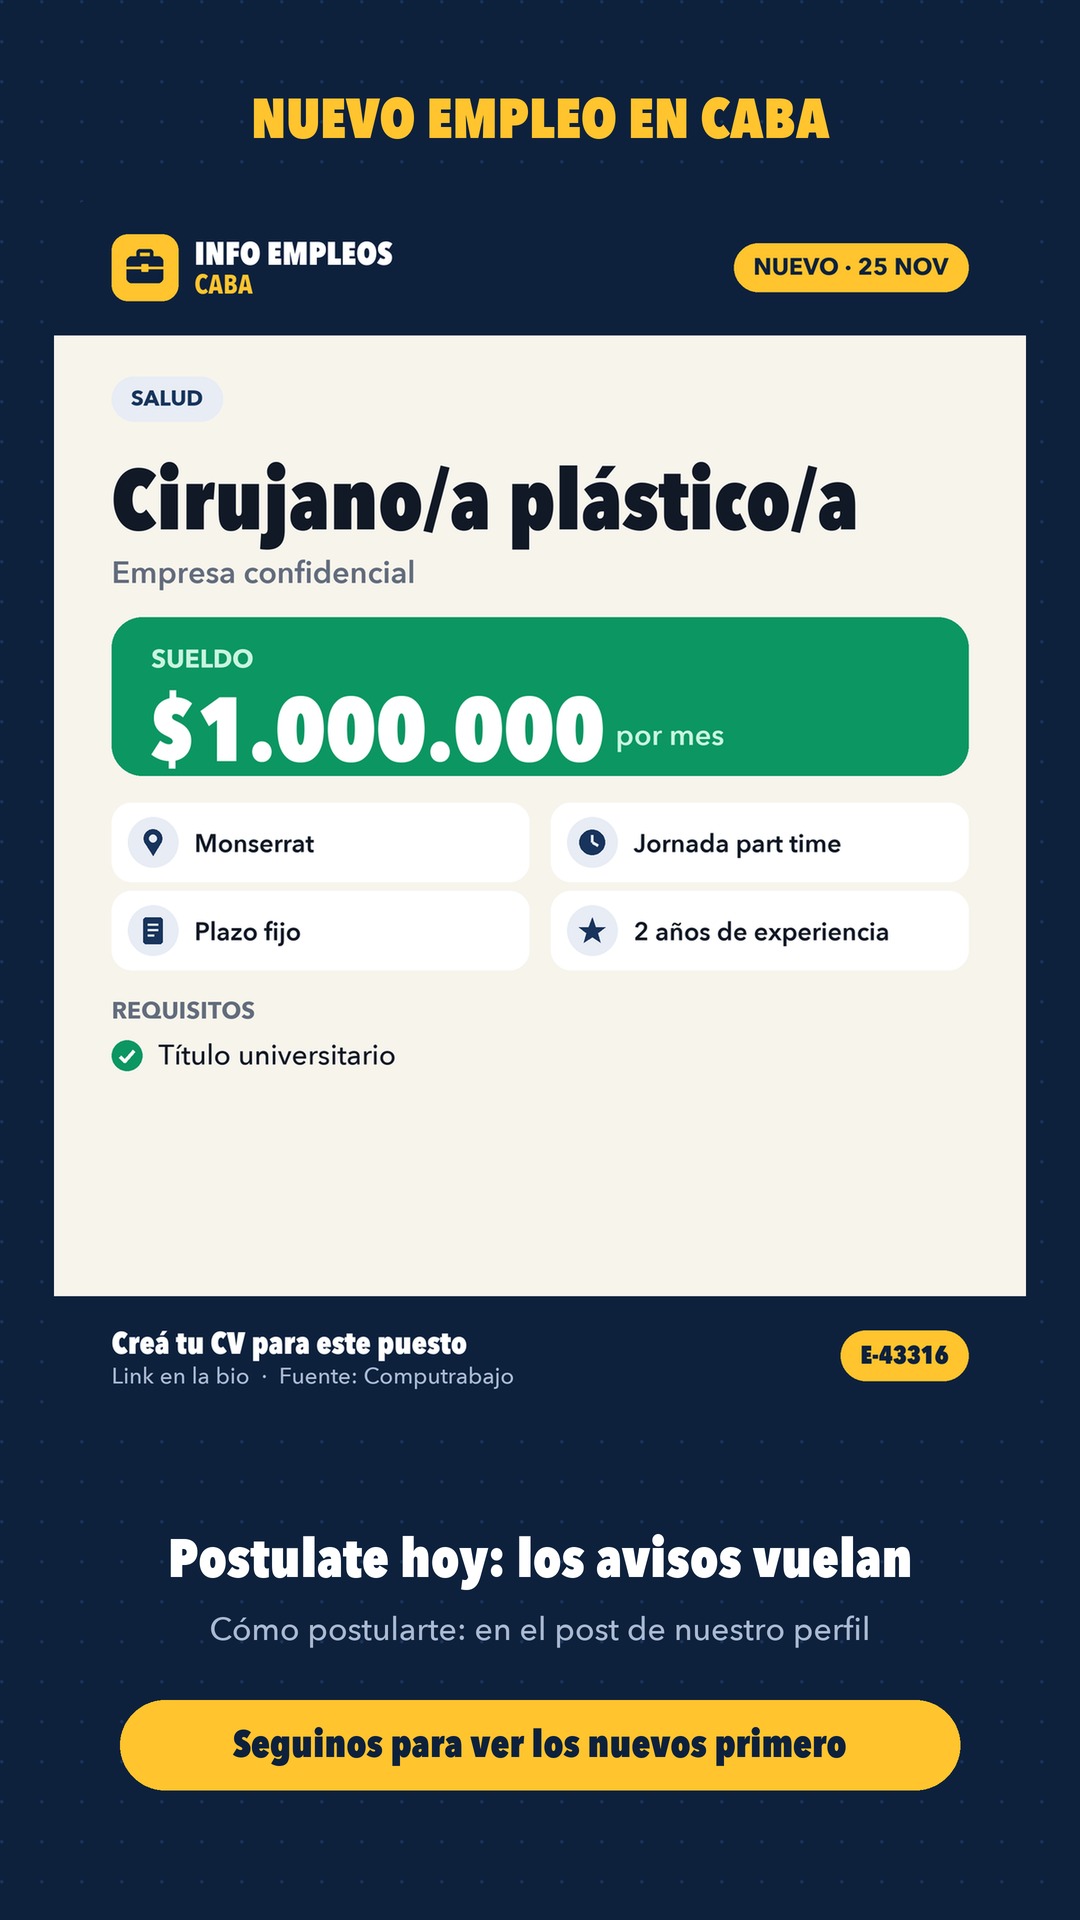 NUEVO EMPLEO EN CABA
INFO EMPLEOS
CABA
NUEVO · 25 NOV
SALUD
Cirujano/a plástico/a
Empresa confidencial
SUELDO
$1.000.000 por mes
Monserrat
Jornada part time
Plazo fijo
2 años de experiencia
REQUISITOS
Título universitario
Creá tu CV para este puesto
Link en la bio · Fuente: Computrabajo
E-43316
Postulate hoy: los avisos vuelan
Cómo postularte: en el post de nuestro perfil
Seguinos para ver los nuevos primero